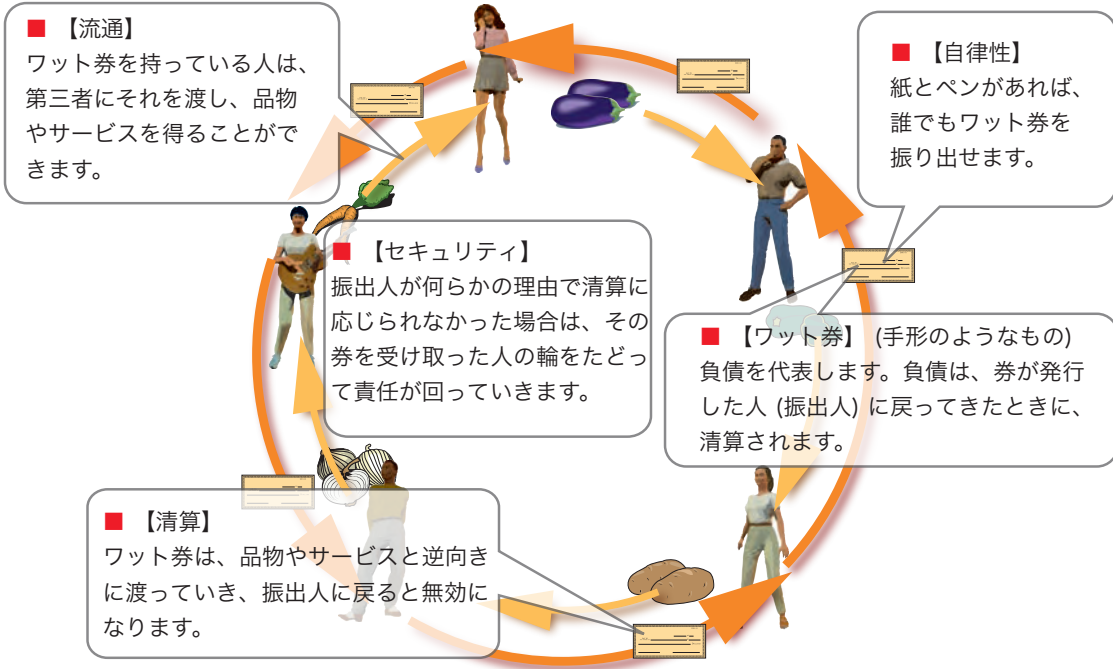 ■ 【流通】
ワット券を持っている人は、
第三者にそれを渡し、品物
やサービスを得ることがで
きます。
■ 【自律性】
紙とペンがあれば、
誰でもワット券を
振り出せます。
■ 【セキュリティ】
振出人が何らかの理由で清算に
応じられなかった場合は、その
券を受け取った人の輪をたどっ
て責任が回っていきます。
■ 【ワット券】 (手形のようなもの)
負債を代表します。負債は、券が発行
した人 (振出人) に戻ってきたときに、
清算されます。
■ 【清算】
ワット券は、品物やサービスと逆向き
に渡っていき、振出人に戻ると無効に
なります。